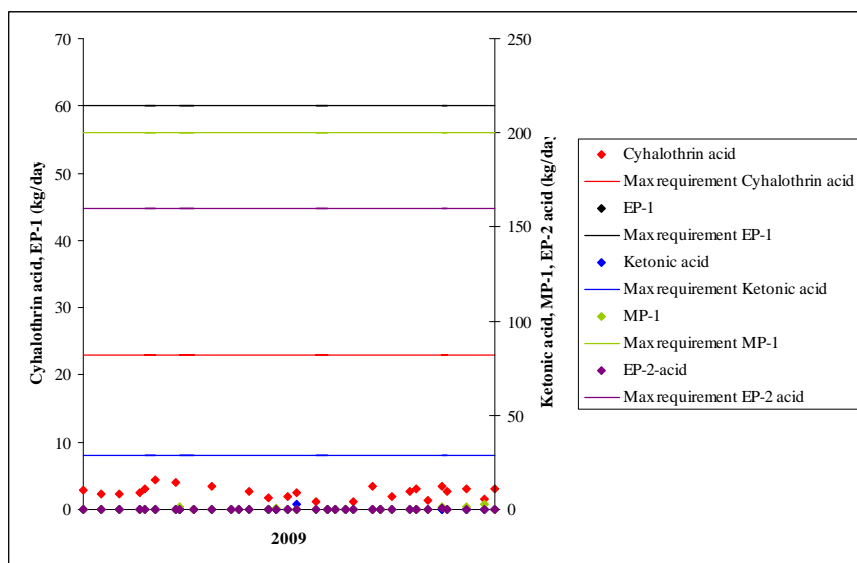 70
60
50
40
30
20
10
0
250
200
150
100
50
0
Cyhalothrin acid, EP-1 (kg/day
Ketonic acid, MP-1, EP-2 acid (kg/day
2009
Cyhalothrin acid
Max requirement Cyhalothrin acid
EP-1
Max requirement EP-1
Ketonic acid
Max requirement Ketonic acid
MP-1
Max requirement MP-1
EP-2-acid
Max requirement EP-2 acid